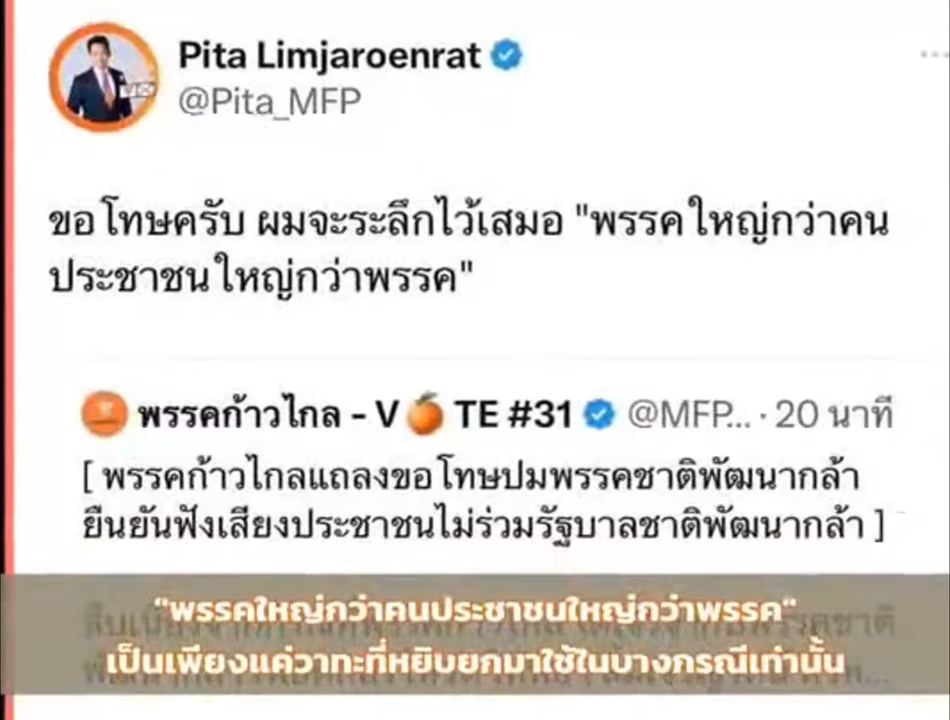 Pita Limjaroenrat
@Pita_MFP
ขอโทษครับ ผมจะระลึกไว้เสมอ "พรรคใหญ่กว่าคน
ประชาชนใหญ่กว่าพรรค"
พรรคก้าวไกล - V🍊TE #31 @MFP... · 20 นาที
[ พรรคก้าวไกลแถลงขอโทษปมพรรคชาติพัฒนากล้า
ยืนยันฟังเสียงประชาชนไม่ร่วมรัฐบาลชาติพัฒนากล้า ]
"พรรคใหญ่กว่าคนประชาชนใหญ่กว่าพรรค"
เป็นเพียงแค่วาทะที่หยิบยกมาใช้ในบางกรณีเท่านั้น